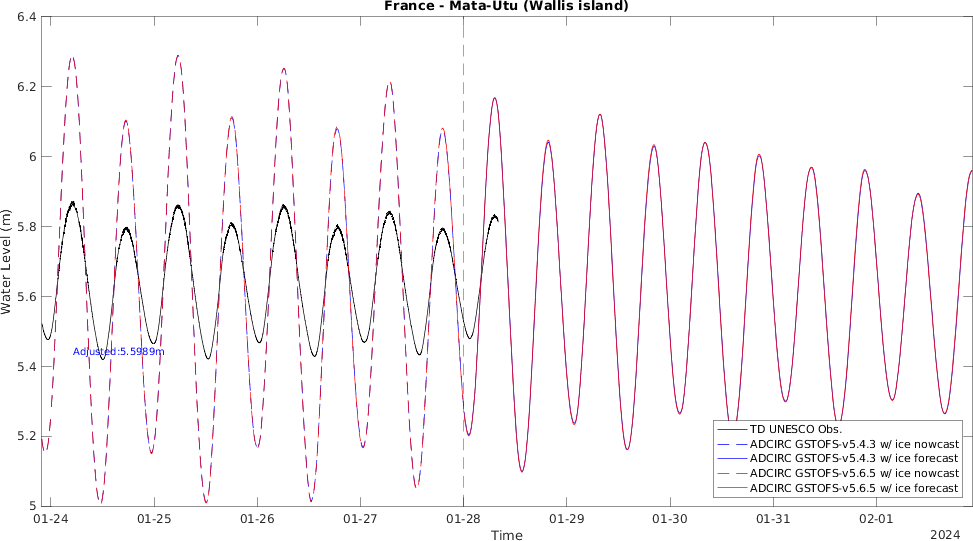 France - Mata-Utu (Wallis island)
6.4
6.2
6
5.8
5.6
5.4
5.2
5
Water Level (m)
Adjusted:5.5989m
TD UNESCO Obs.
ADCIRC GSTOFS-v5.4.3 w/ ice nowcast
ADCIRC GSTOFS-v5.4.3 w/ ice forecast
ADCIRC GSTOFS-v5.6.5 w/ ice nowcast
ADCIRC GSTOFS-v5.6.5 w/ ice forecast
01-24 01-25 01-26 01-27 01-28 01-29 01-30 01-31 02-01
Time
2024